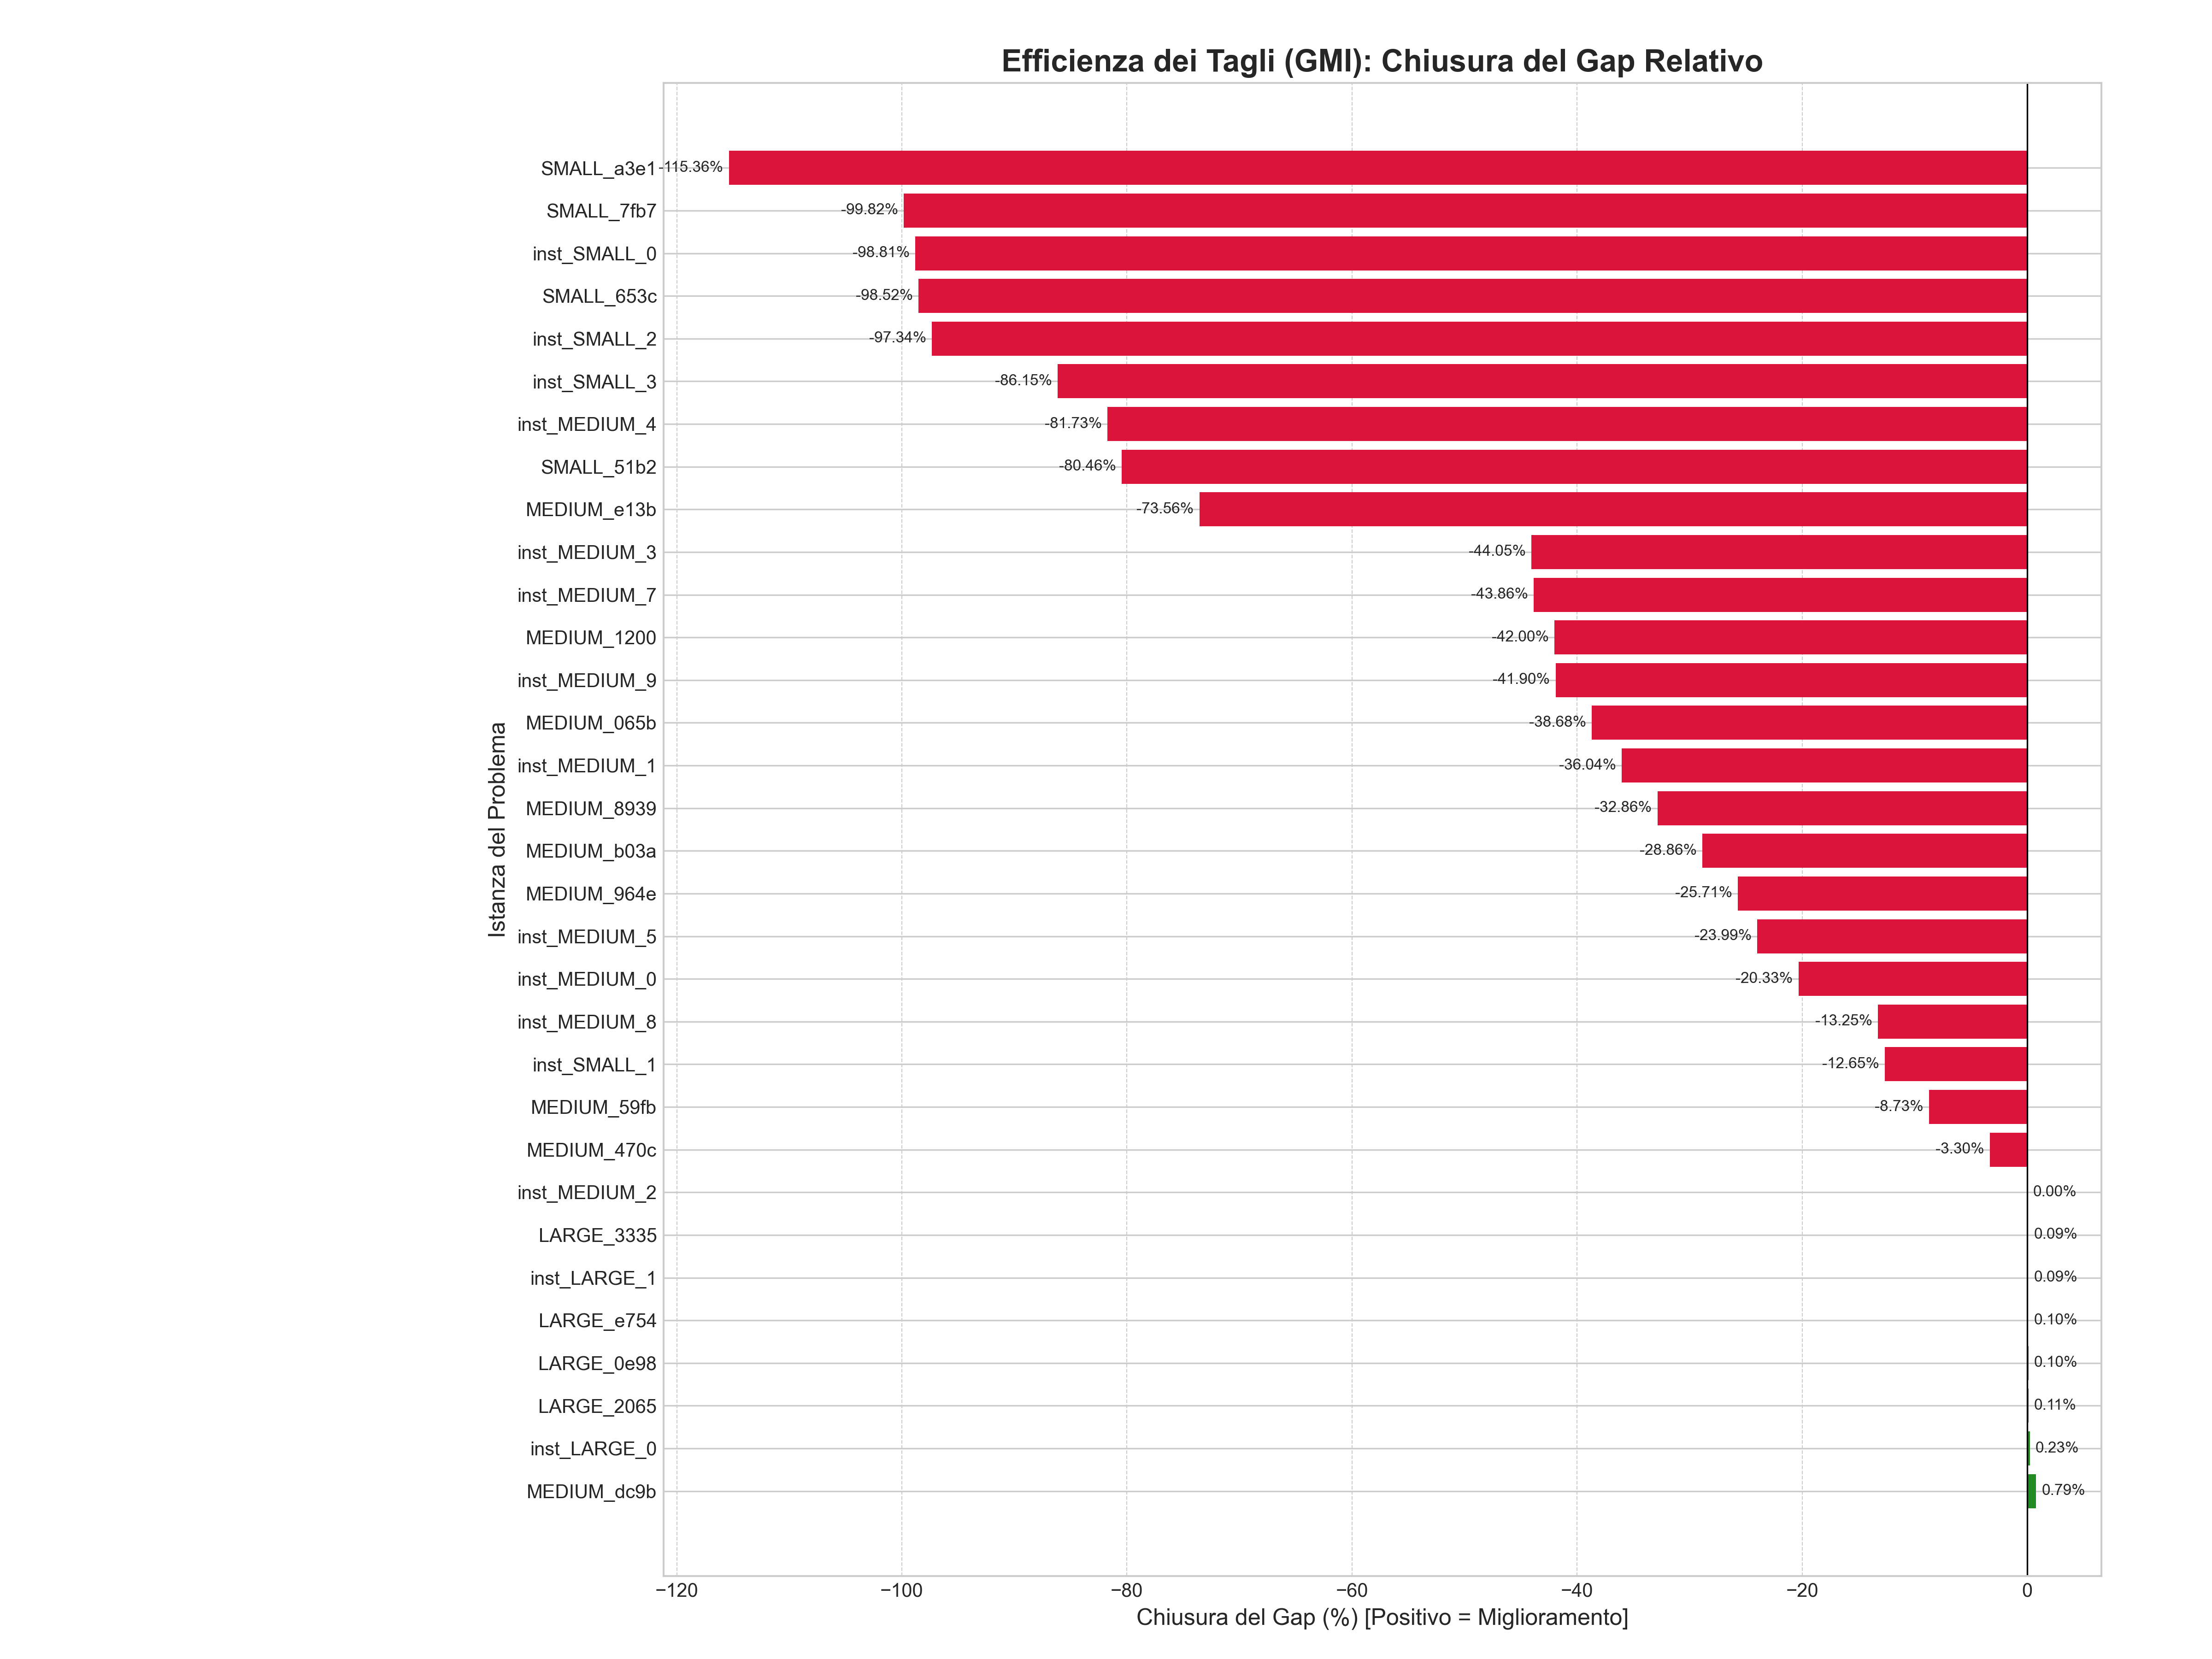 Efficienza dei Tagli (GMI): Chiusura del Gap Relativo
SMALL_a3e1 -115.36%
SMALL_7fb7 -99.82%
inst_SMALL_0 -98.81%
SMALL_653c -98.52%
inst_SMALL_2 -97.34%
inst_SMALL_3 -86.15%
inst_MEDIUM_4 -81.73%
SMALL_51b2 -80.46%
MEDIUM_e13b -73.56%
inst_MEDIUM_3 -44.05%
inst_MEDIUM_7 -43.86%
MEDIUM_1200 -42.00%
inst_MEDIUM_9 -41.90%
MEDIUM_065b -38.68%
inst_MEDIUM_1 -36.04%
MEDIUM_8939 -32.86%
MEDIUM_b03a -28.86%
MEDIUM_964e -25.71%
inst_MEDIUM_5 -23.99%
inst_MEDIUM_0 -20.33%
inst_MEDIUM_8 -13.25%
inst_SMALL_1 -12.65%
MEDIUM_59fb -8.73%
MEDIUM_470c -3.30%
inst_MEDIUM_2 0.00%
LARGE_3335 0.09%
inst_LARGE_1 0.09%
LARGE_e754 0.10%
LARGE_0e98 0.10%
LARGE_2065 0.11%
inst_LARGE_0 0.23%
MEDIUM_dc9b 0.79%
Istanza del Problema
−120 −100 −80 −60 −40 −20 0
Chiusura del Gap (%) [Positivo = Miglioramento]